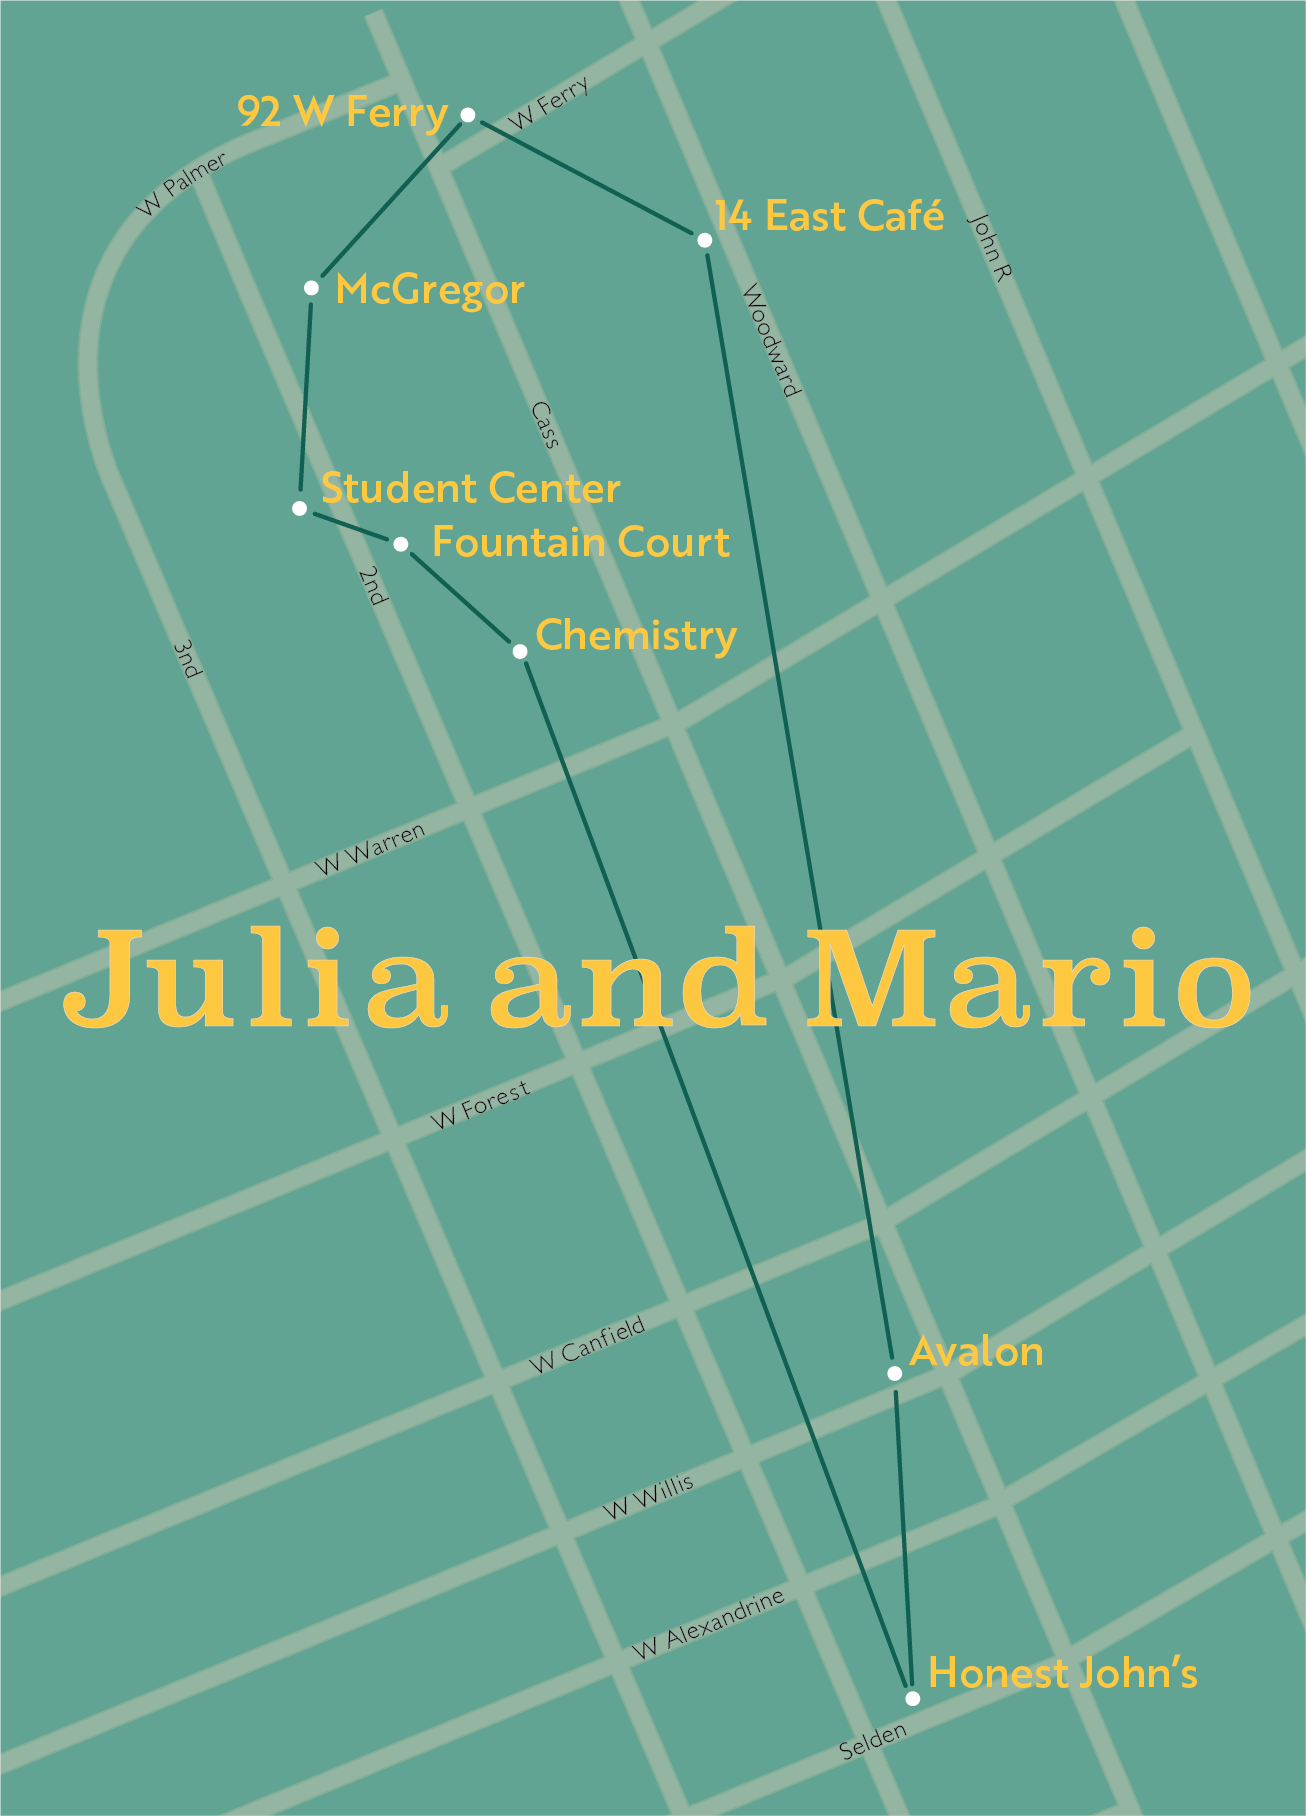 92 W Ferry
W Ferry
W Palmer
14 East Café
John R
McGregor
Woodward
Cass
Student Center
Fountain Court
2nd
Chemistry
3nd
W Warren
Julia and Mario
W Forest
W Canfield
Avalon
W Willis
W Alexandrine
Honest John’s
Selden